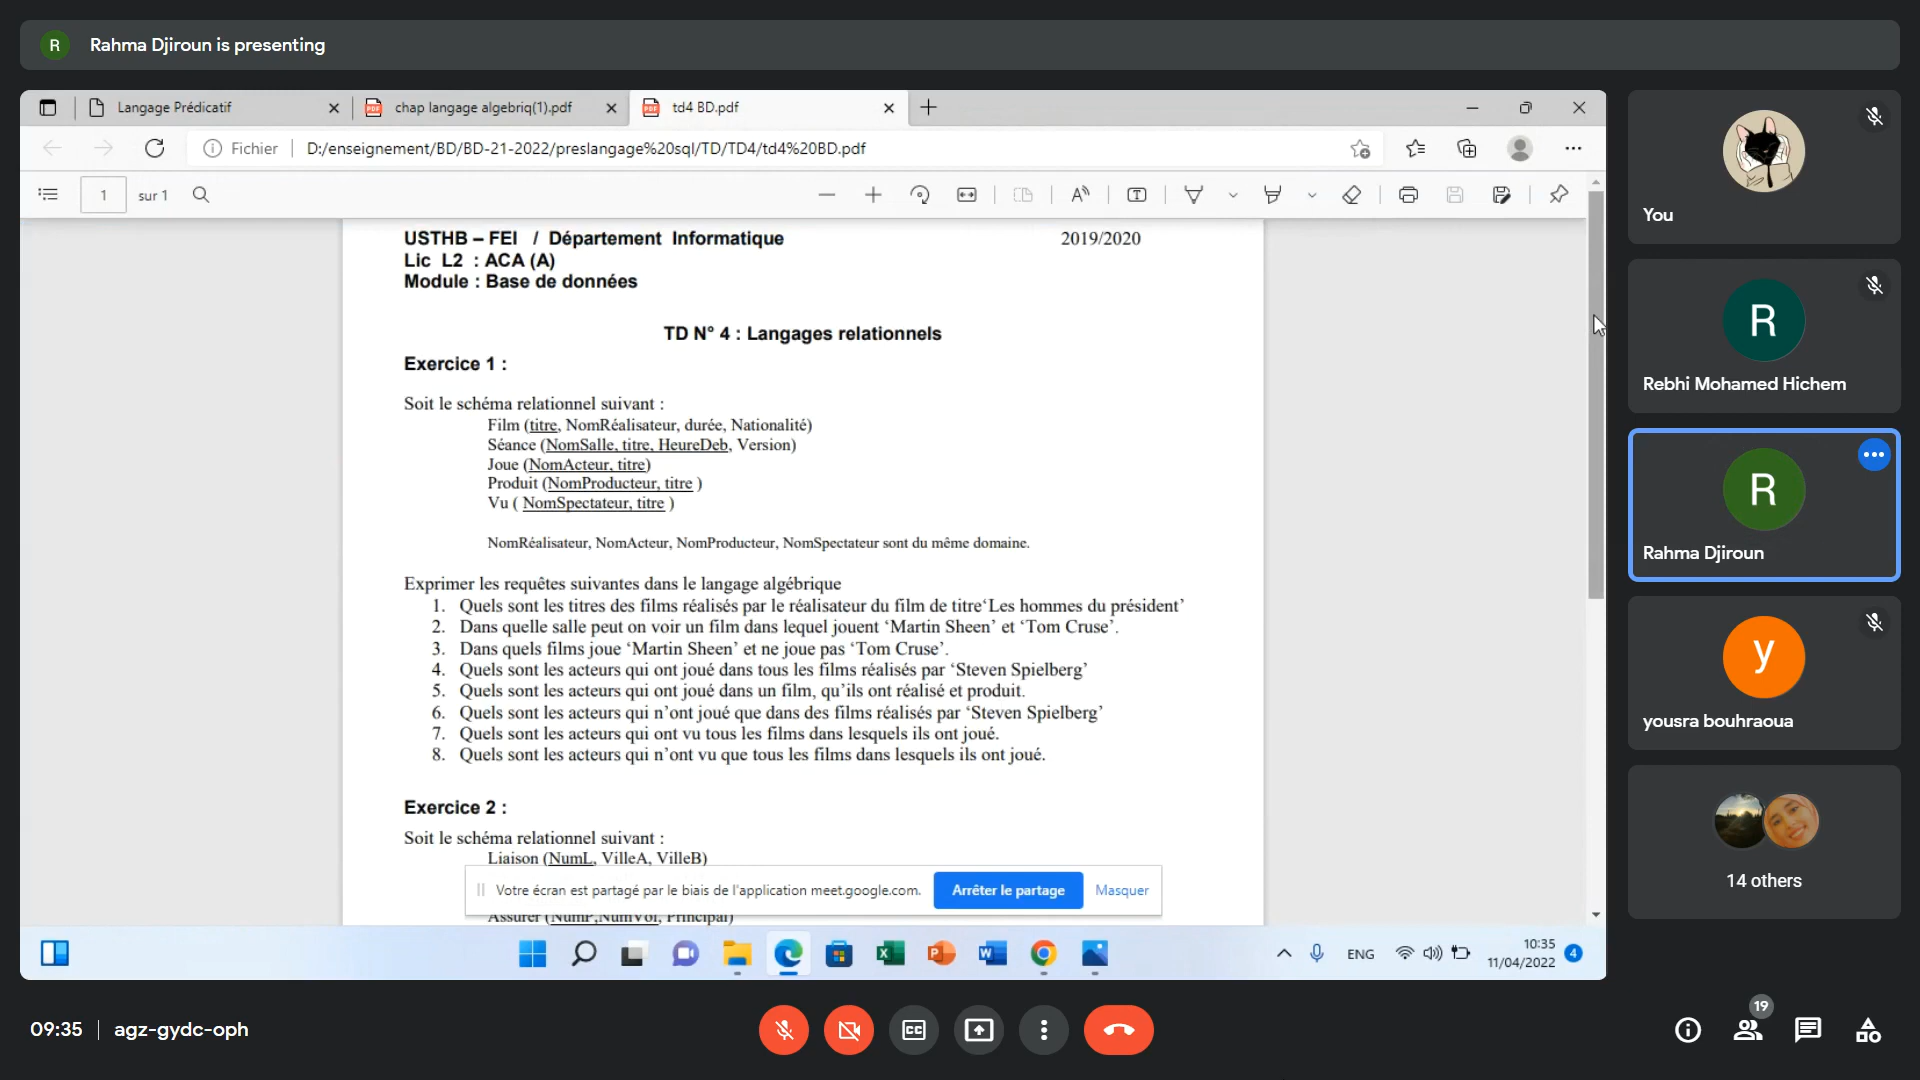 R Rahma Djiroun is presenting
Langage Prédicatif
chap langage algebriq(1).pdf
td4 BD.pdf
Fichier D:/enseignement/BD/BD-21-2022/preslangage%20sql/TD/TD4/td4%20BD.pdf
1 sur 1
USTHB – FEI / Département Informatique 2019/2020
Lic L2 : ACA (A)
Module : Base de données
TD N° 4 : Langages relationnels
Exercice 1 :
Soit le schéma relationnel suivant :
Film (titre, NomRéalisateur, durée, Nationalité)
Séance (NomSalle, titre, HeureDeb, Version)
Joue (NomActeur, titre)
Produit (NomProducteur, titre )
Vu ( NomSpectateur, titre )
NomRéalisateur, NomActeur, NomProducteur, NomSpectateur sont du même domaine.
Exprimer les requêtes suivantes dans le langage algébrique
1. Quels sont les titres des films réalisés par le réalisateur du film de titre‘Les hommes du président’
2. Dans quelle salle peut on voir un film dans lequel jouent ‘Martin Sheen’ et ‘Tom Cruse’.
3. Dans quels films joue ‘Martin Sheen’ et ne joue pas ‘Tom Cruse’.
4. Quels sont les acteurs qui ont joué dans tous les films réalisés par ‘Steven Spielberg’
5. Quels sont les acteurs qui ont joué dans un film, qu’ils ont réalisé et produit.
6. Quels sont les acteurs qui n’ont joué que dans des films réalisés par ‘Steven Spielberg’
7. Quels sont les acteurs qui ont vu tous les films dans lesquels ils ont joué.
8. Quels sont les acteurs qui n’ont vu que tous les films dans lesquels ils ont joué.
Exercice 2 :
Soit le schéma relationnel suivant :
Liaison (NumL, VilleA, VilleB)
Votre écran est partagé par le biais de l'application meet.google.com. Arrêter le partage Masquer
Assurer (NumP,NumVol, Principal)
ENG 10:35
11/04/2022 4
You
R
Rebhi Mohamed Hichem
R
Rahma Djiroun
y
yousra bouhraoua
14 others
09:35 agz-gydc-oph
19